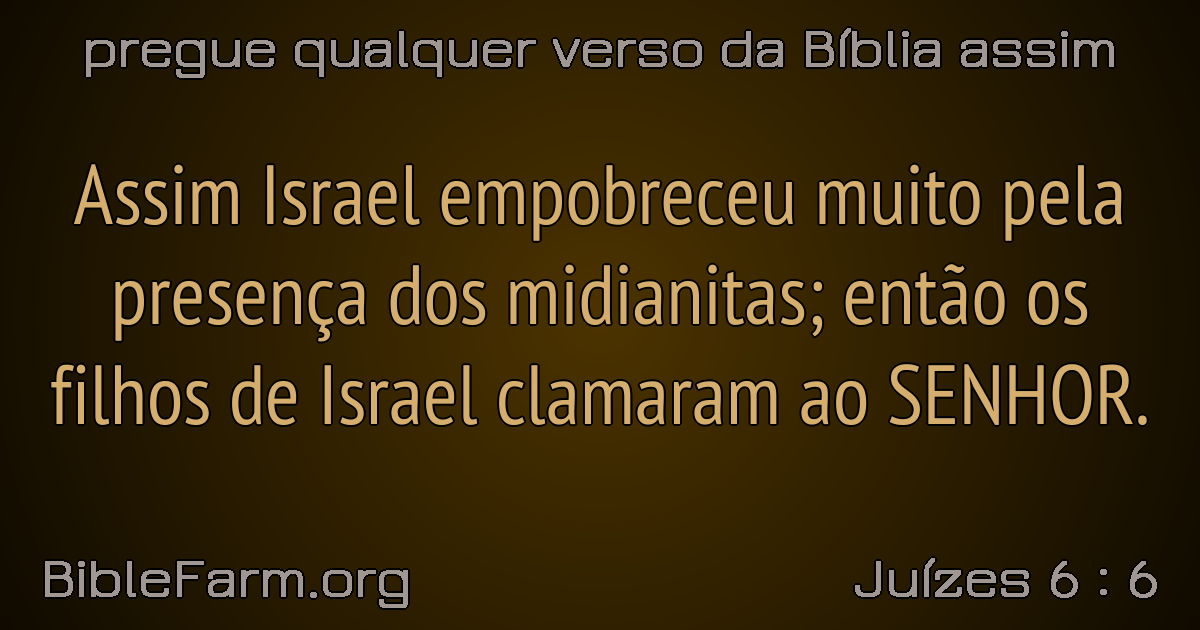 pregue qualquer verso da Bíblia assim
Assim Israel empobreceu muito pela
presença dos midianitas; então os
filhos de Israel clamaram ao SENHOR.
BibleFarm.org
Juízes 6 : 6